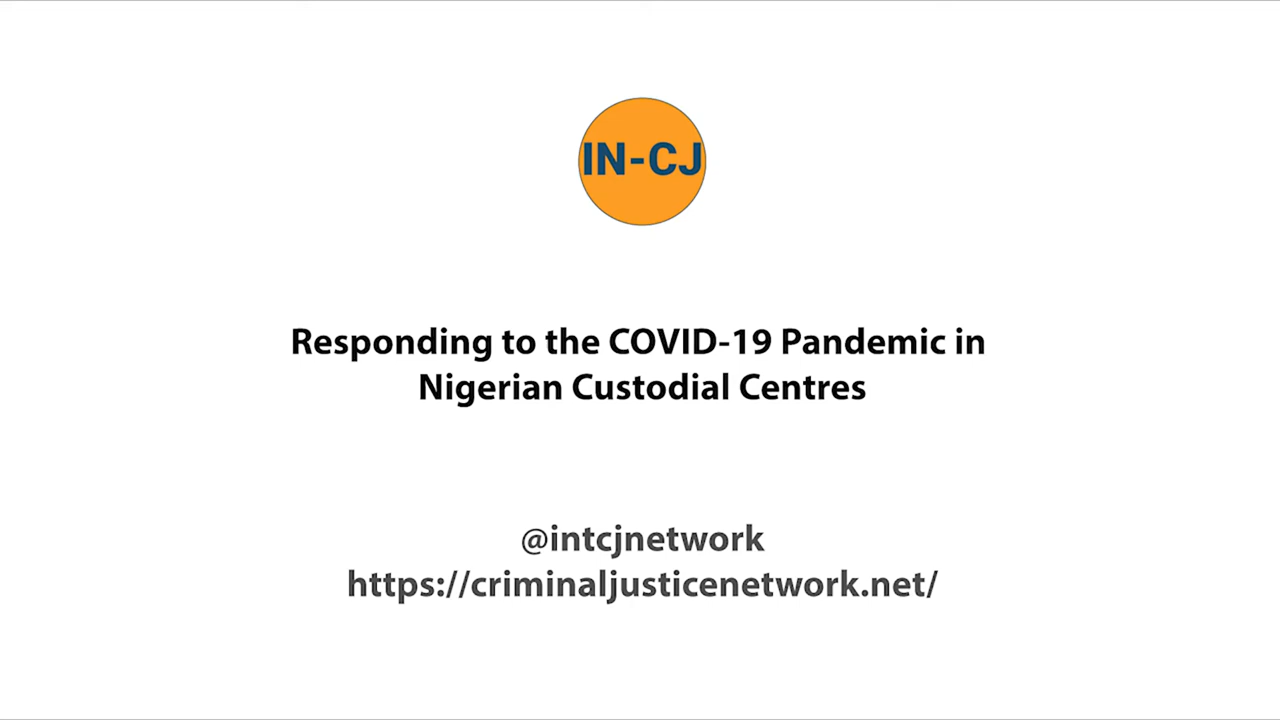 IN-CJ
Responding to the COVID-19 Pandemic in
Nigerian Custodial Centres
@intcjnetwork
https://criminaljusticenetwork.net/